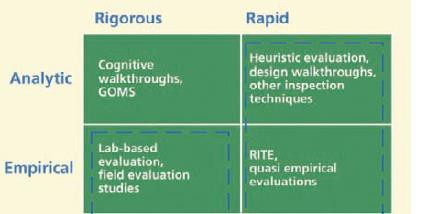 Rigorous Rapid
Analytic
Cognitive
walkthroughs,
GOMS
Heuristic evaluation,
design walkthroughs,
other inspection
techniques
Empirical
Lab-based
evaluation,
field evaluation
studies
RITE,
quasi empirical
evaluations